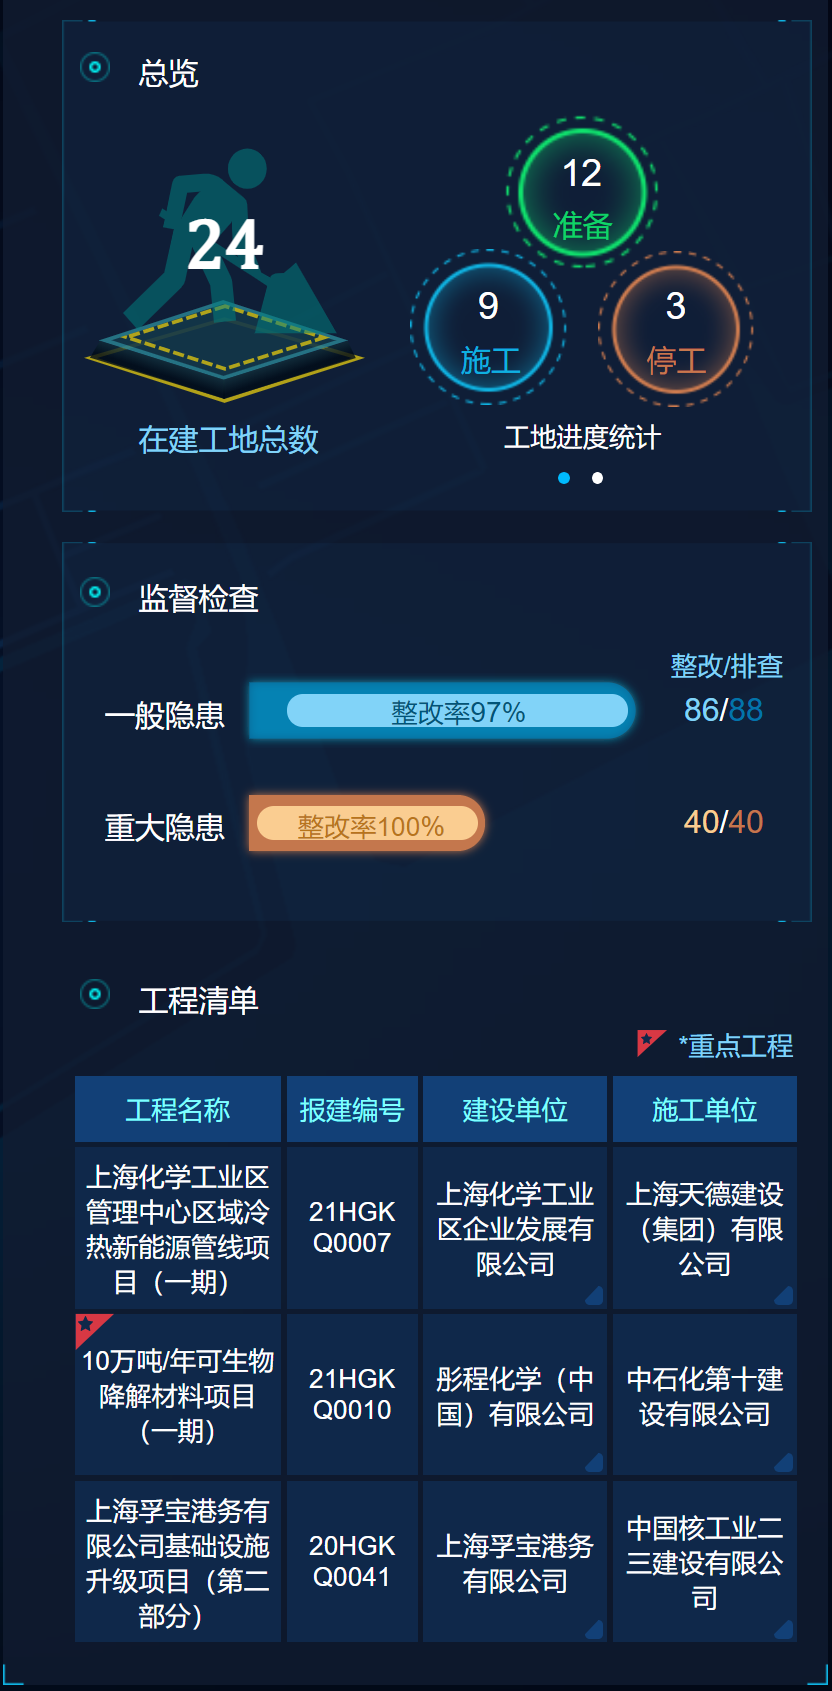 总览
24
在建工地总数
12
准备
9
施工
3
停工
工地进度统计
监督检查
整改/排查
一般隐患
整改率97%
86/88
重大隐患
整改率100%
40/40
工程清单
*重点工程
工程名称
报建编号
建设单位
施工单位
上海化学工业区
管理中心区域冷
热新能源管线项
目（一期）
21HGK
Q0007
上海化学工业
区企业发展有
限公司
上海天德建设
（集团）有限
公司
10万吨/年可生物
降解材料项目
（一期）
21HGK
Q0010
彤程化学（中
国）有限公司
中石化第十建
设有限公司
上海孚宝港务有
限公司基础设施
升级项目（第二
部分）
20HGK
Q0041
上海孚宝港务
有限公司
中国核工业二
三建设有限公
司